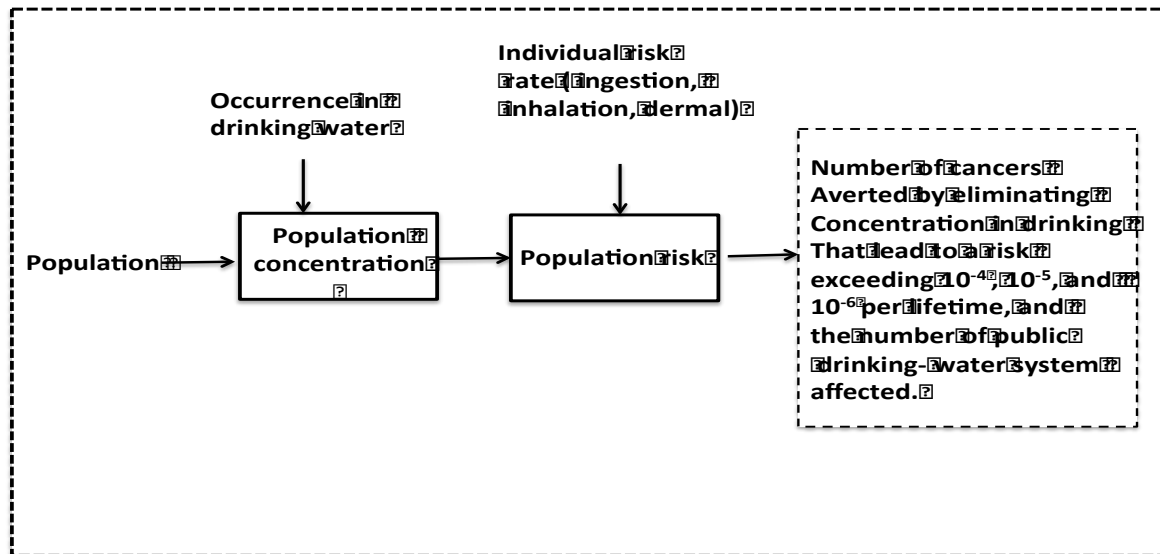 Individual risk
rate (ingestion,
inhalation, dermal)
Occurrence in
drinking water
Population
Population
concentration
Population risk
Number of cancers
Averted by eliminating
Concentration in drinking
That lead to a risk
exceeding 10⁻⁴, 10⁻⁵, and
10⁻⁶ per lifetime, and
the number of public
drinking-water system
affected.